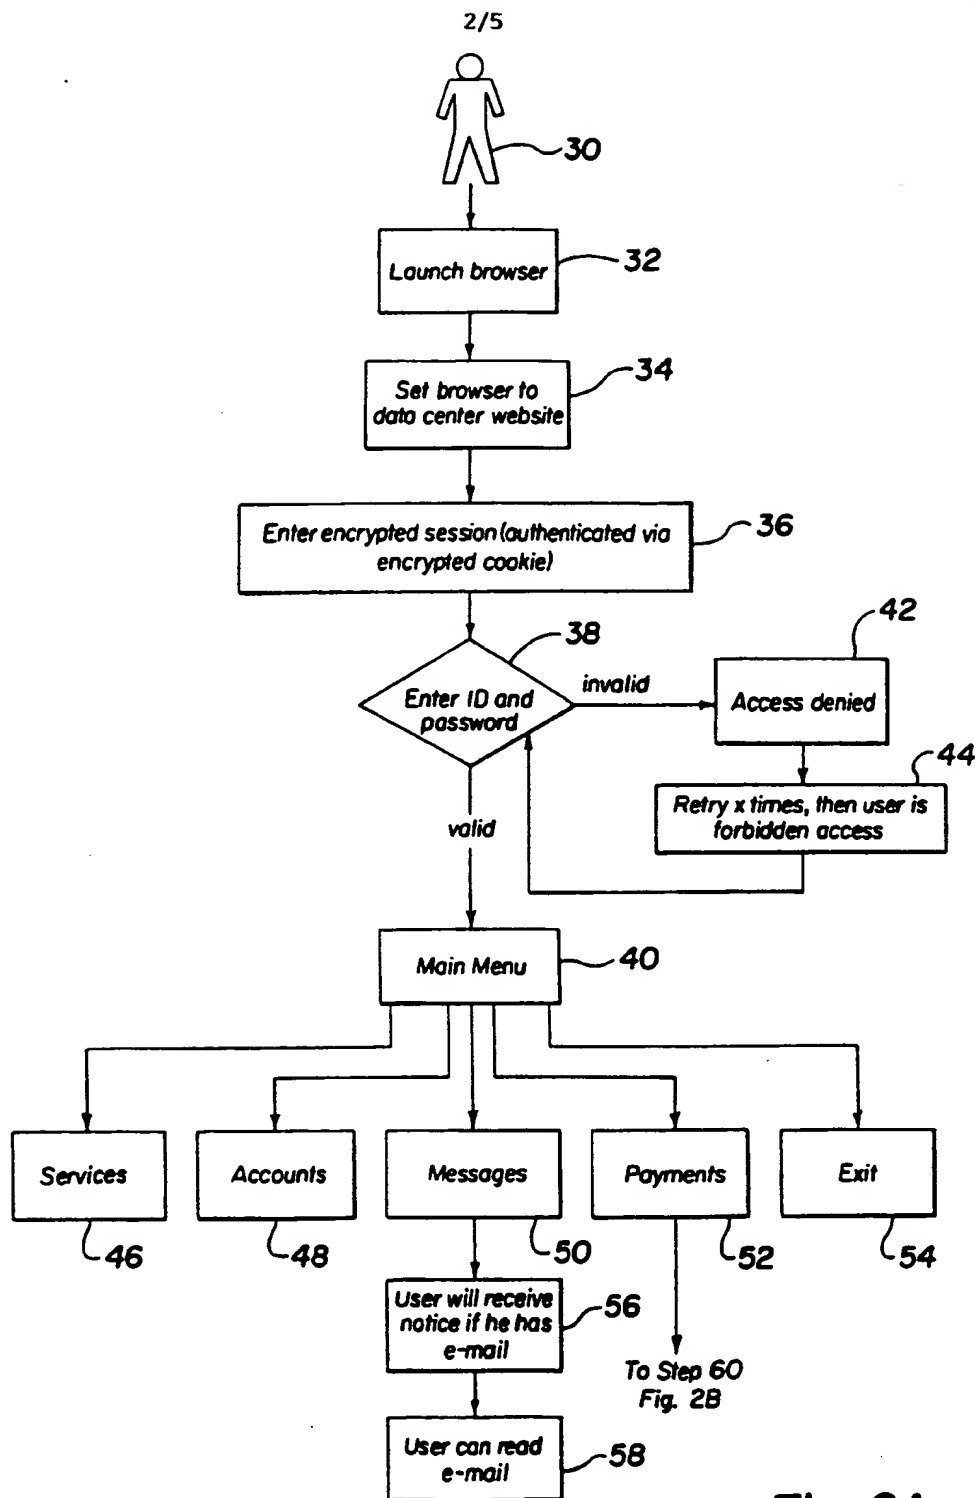 2/5
30
Launch browser
32
Set browser to
data center website
34
Enter encrypted session (authenticated via
encrypted cookie)
36
38
Enter ID and
password
invalid
42
Access denied
44
Retry x times, then user is
forbidden access
valid
Main Menu
40
Services
Accounts
Messages
Payments
Exit
46
48
50
52
54
User will receive
notice if he has
e-mail
56
To Step 60
Fig. 2B
User can read
e-mail
58